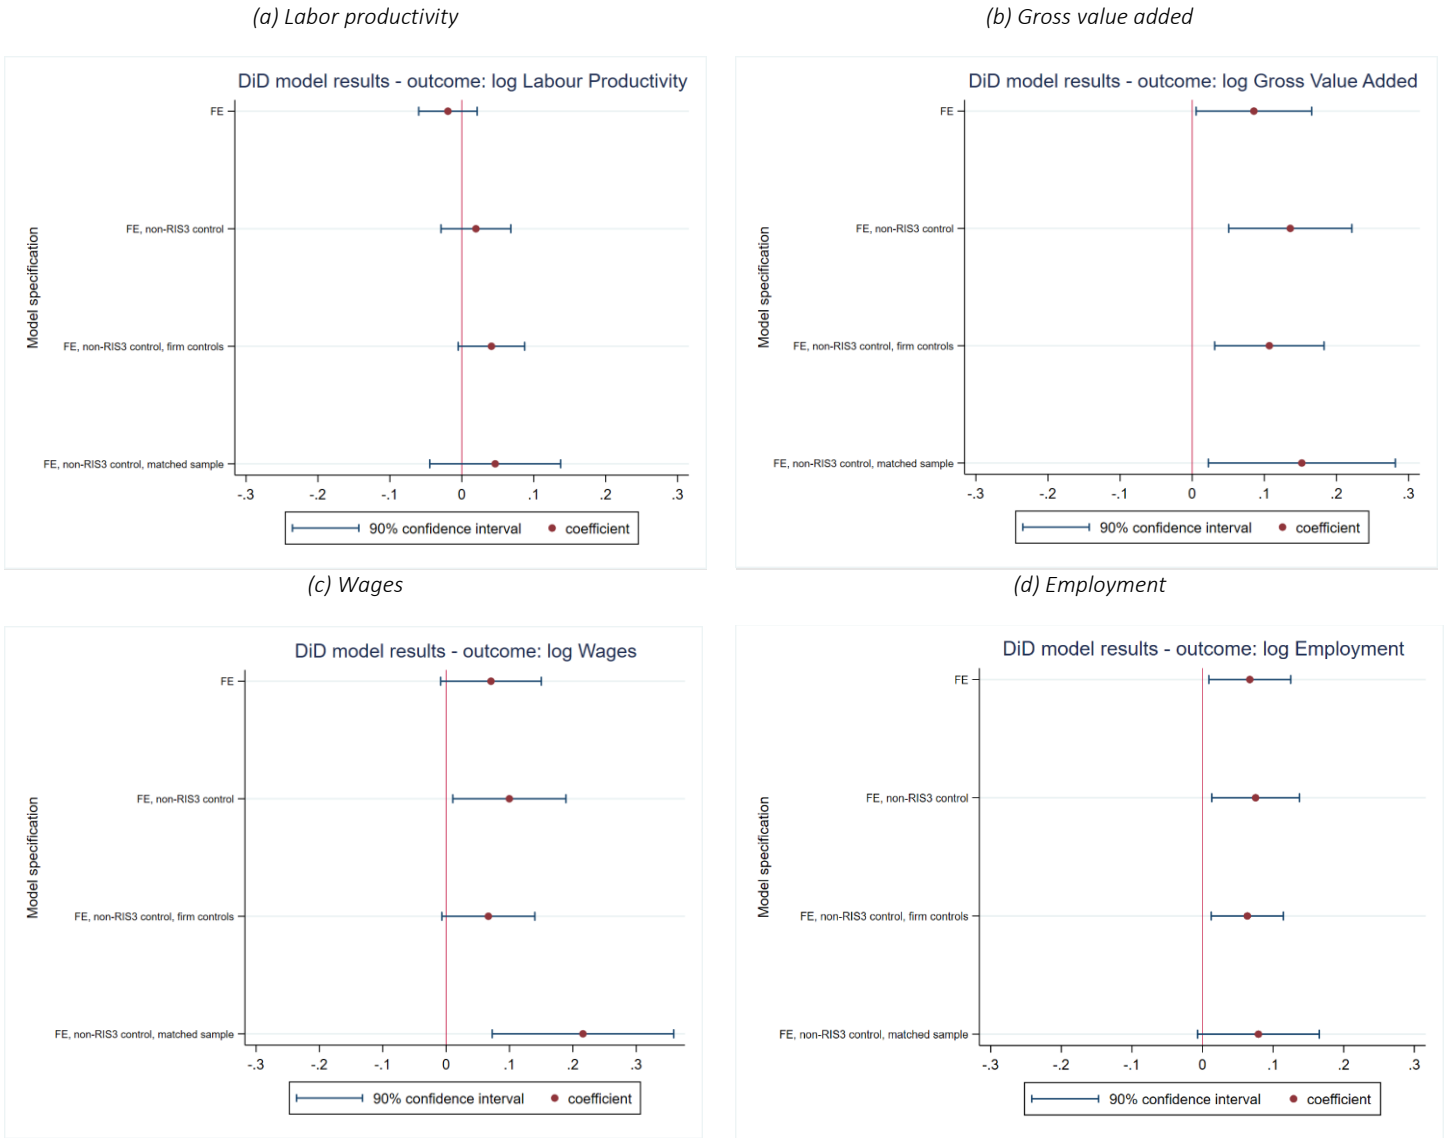 (a) Labor productivity
DiD model results - outcome: log Labour Productivity
Model specification
FE
FE, non-RIS3 control
FE, non-RIS3 control, firm controls
FE, non-RIS3 control, matched sample
-.3 -.2 -.1 0 .1 .2 .3
90% confidence interval coefficient
(b) Gross value added
DiD model results - outcome: log Gross Value Added
Model specification
FE
FE, non-RIS3 control
FE, non-RIS3 control, firm controls
FE, non-RIS3 control, matched sample
-.3 -.2 -.1 0 .1 .2 .3
90% confidence interval coefficient
(c) Wages
DiD model results - outcome: log Wages
Model specification
FE
FE, non-RIS3 control
FE, non-RIS3 control, firm controls
FE, non-RIS3 control, matched sample
-.3 -.2 -.1 0 .1 .2 .3
90% confidence interval coefficient
(d) Employment
DiD model results - outcome: log Employment
Model specification
FE
FE, non-RIS3 control
FE, non-RIS3 control, firm controls
FE, non-RIS3 control, matched sample
-.3 -.2 -.1 0 .1 .2 .3
90% confidence interval coefficient